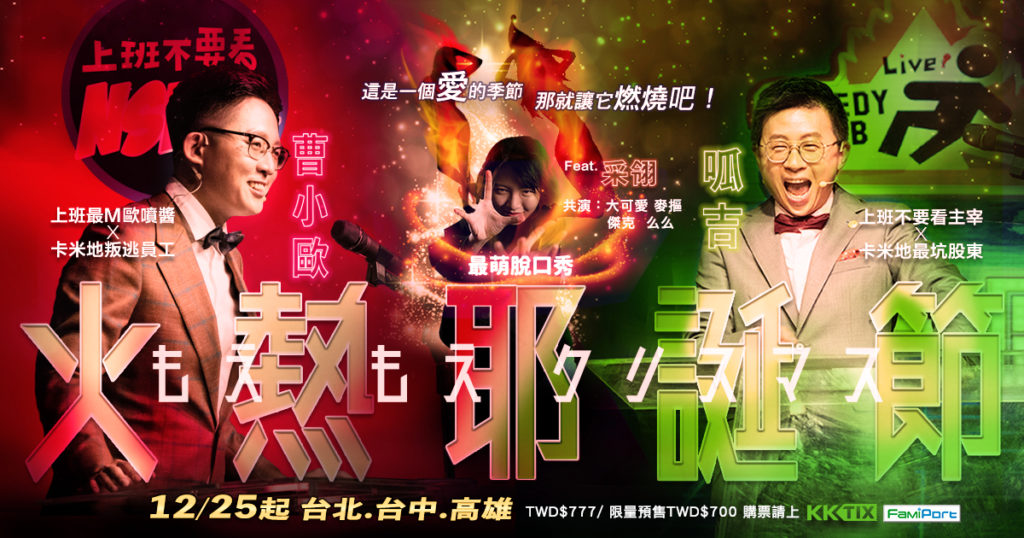 上班不要看
這是一個愛的季節
那就讓它燃燒吧！
Live!
曹小歐
Feat. 采翎
共演：大可愛 麥摳
傑克 么么
呱吉
上班最M歐噴醬
×
卡米地叛逃員工
上班不要看主宰
×
卡米地最坑股東
最萌脫口秀
火熱耶誕節
もえもえクリスマス
12/25起 台北.台中.高雄
TWD$777/ 限量預售TWD$700 購票請上 KKTIX FamiPort